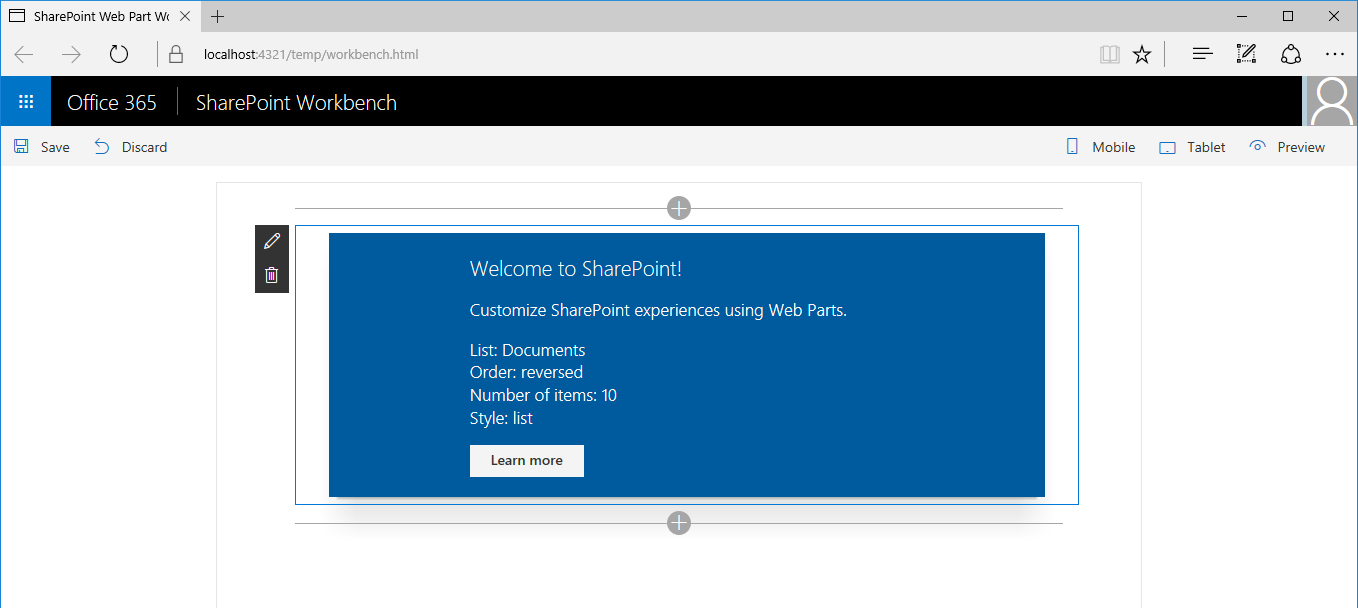 SharePoint Web Part Wo
localhost:4321/temp/workbench.html
Office 365
SharePoint Workbench
Save
Discard
Mobile
Tablet
Preview
Welcome to SharePoint!
Customize SharePoint experiences using Web Parts.
List: Documents
Order: reversed
Number of items: 10
Style: list
Learn more